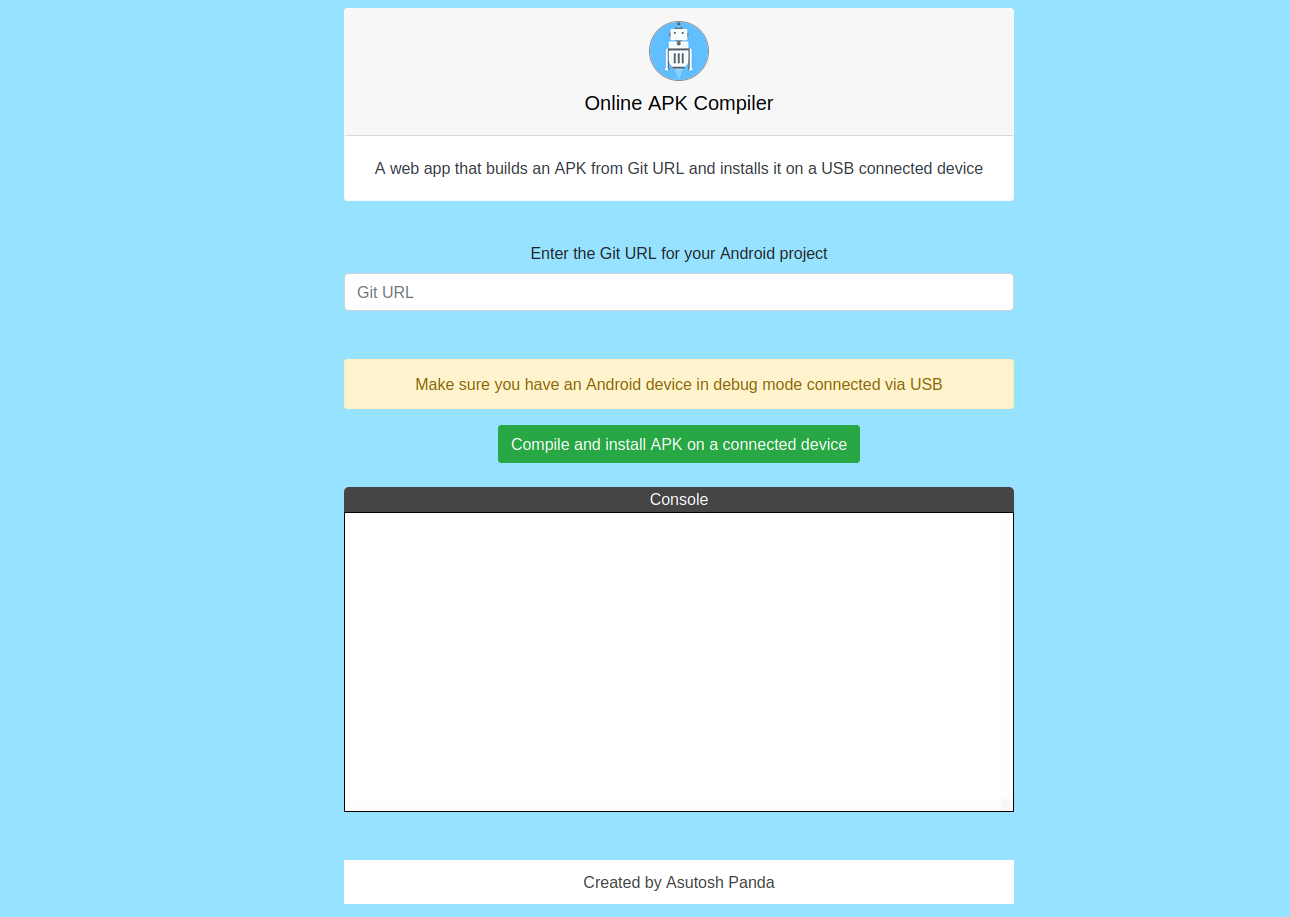 Online APK Compiler
A web app that builds an APK from Git URL and installs it on a USB connected device
Enter the Git URL for your Android project
Git URL
Make sure you have an Android device in debug mode connected via USB
Compile and install APK on a connected device
Console
Created by Asutosh Panda